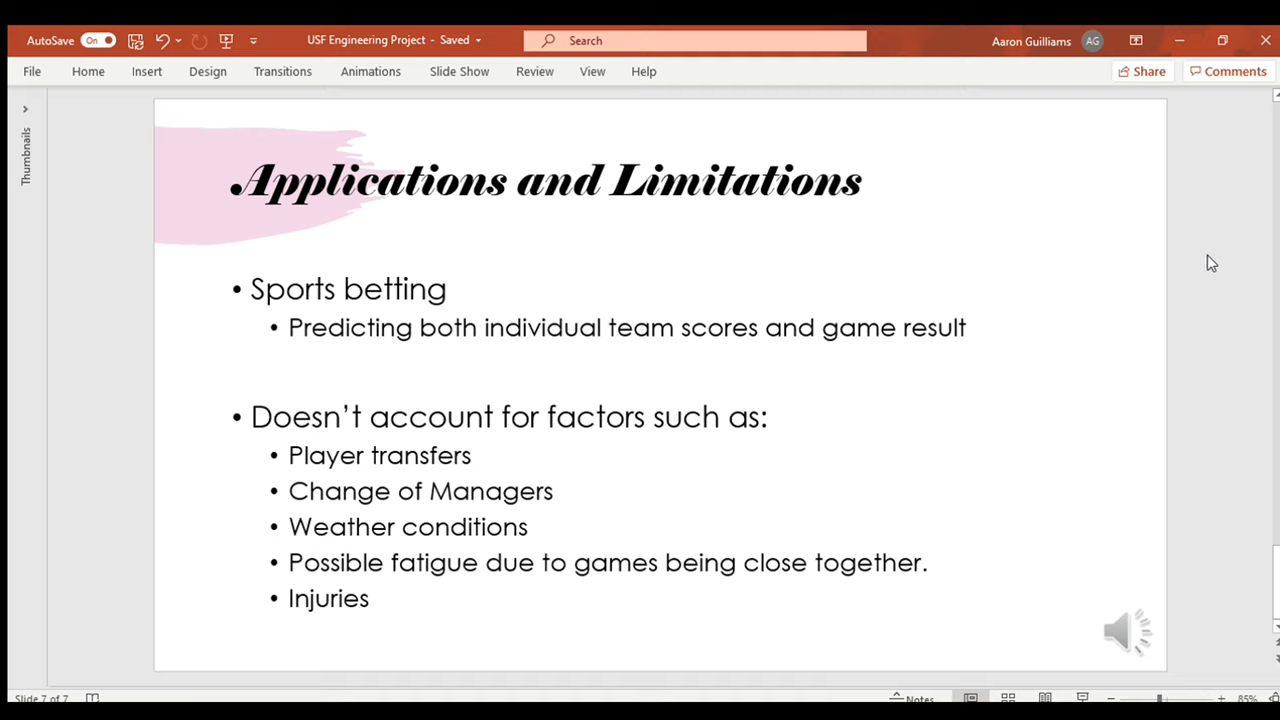 AutoSave On USF Engineering Project - Saved Search Aaron Guilliams AG
File Home Insert Design Transitions Animations Slide Show Review View Help Share Comments
Thumbnails
Applications and Limitations
• Sports betting
• Predicting both individual team scores and game result
• Doesn't account for factors such as:
• Player transfers
• Change of Managers
• Weather conditions
• Possible fatigue due to games being close together.
• Injuries
Slide 7 of 7 Notes 85%